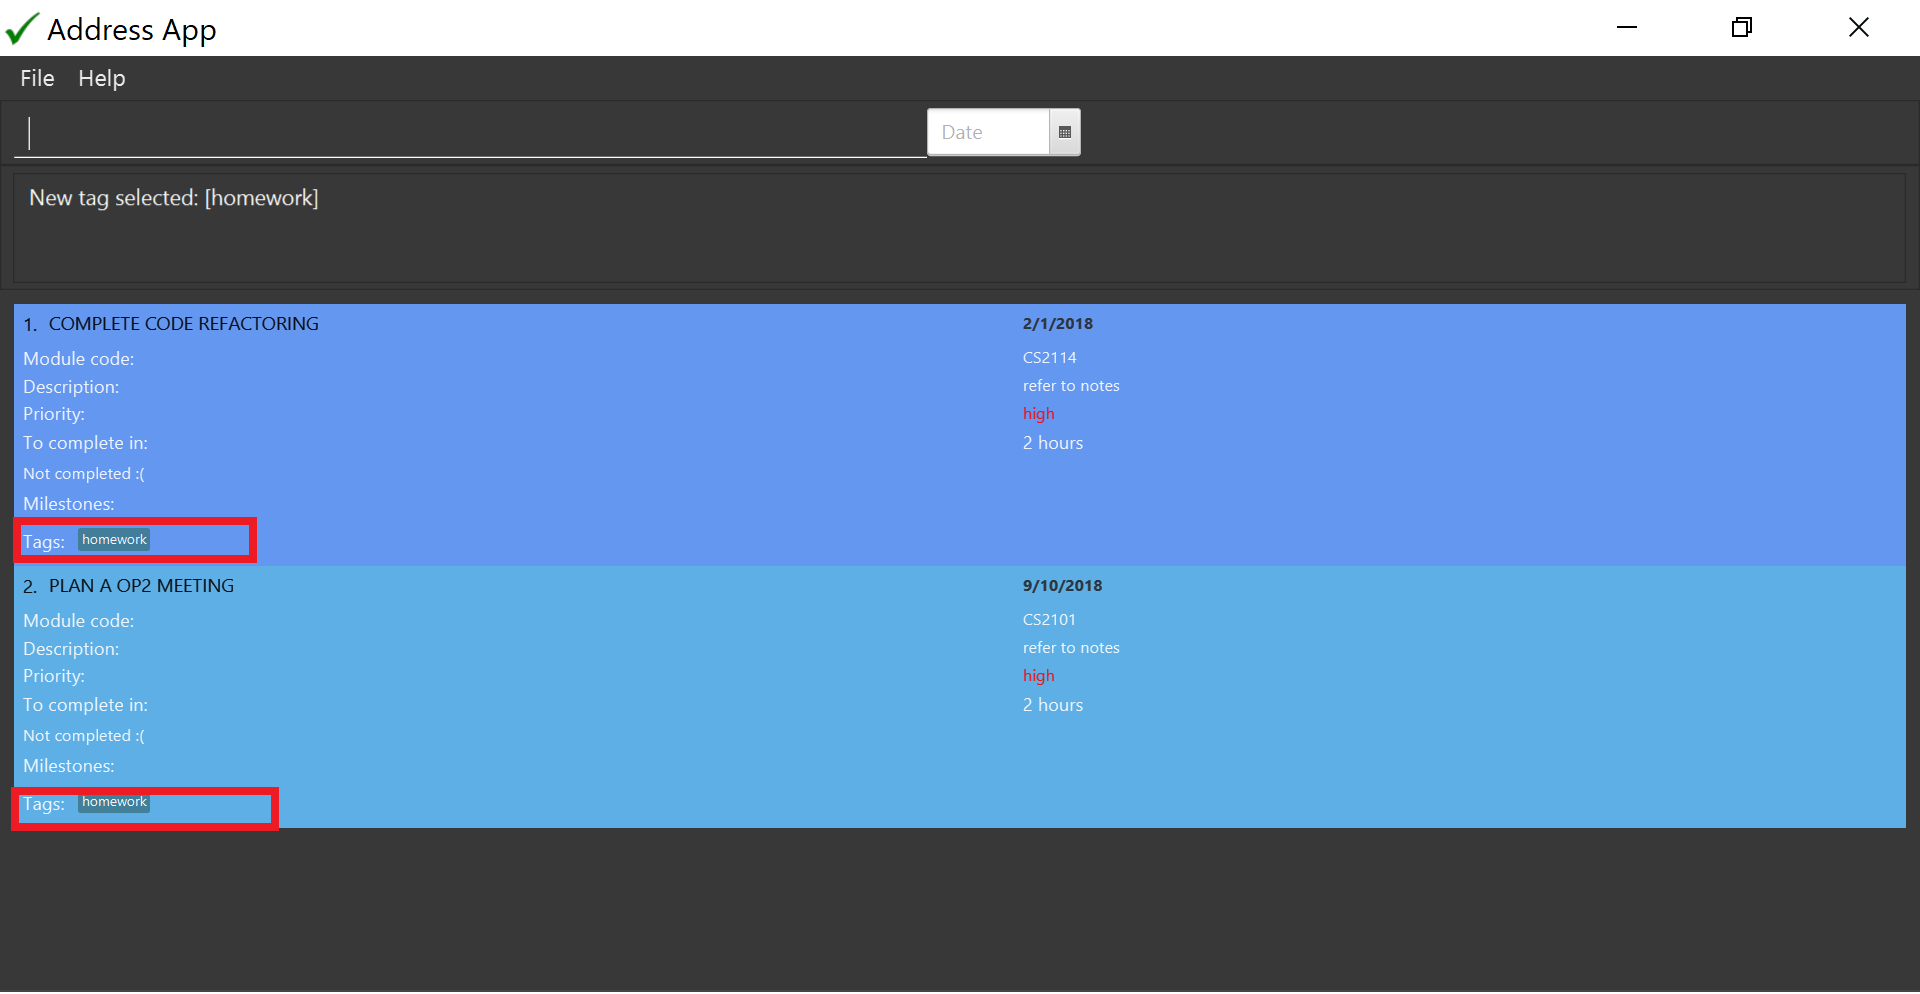 Address App
File Help
Date
New tag selected: [homework]
1. COMPLETE CODE REFACTORING 2/1/2018
Module code: CS2114
Description: refer to notes
Priority: high
To complete in: 2 hours
Not completed :(
Milestones:
Tags: homework
2. PLAN A OP2 MEETING 9/10/2018
Module code: CS2101
Description: refer to notes
Priority: high
To complete in: 2 hours
Not completed :(
Milestones:
Tags: homework